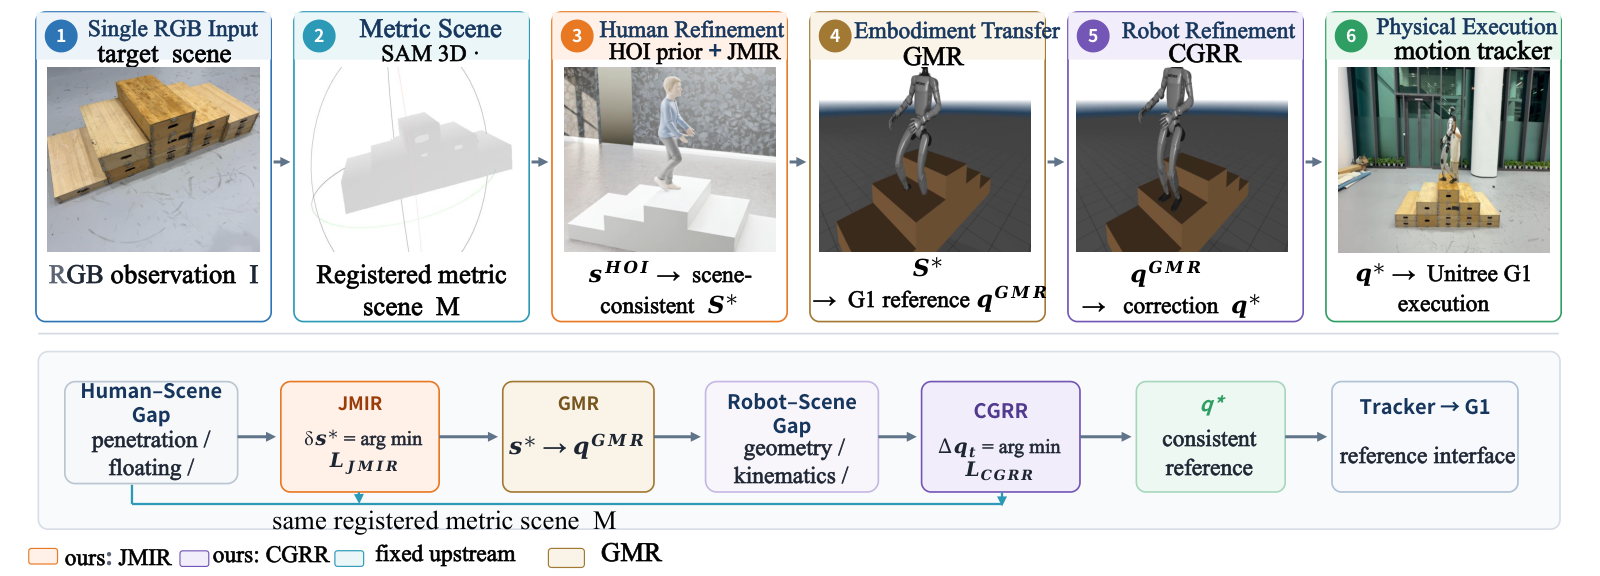 1 Single RGB Input
target scene
RGB observation I
2 Metric Scene
SAM 3D ·
Registered metric
scene M
3 Human Refinement
HOI prior + JMIR
s^HOI → scene-
consistent S*
4 Embodiment Transfer
GMR
S*
→ G1 reference q^GMR
5 Robot Refinement
CGRR
q^GMR
→ correction q*
6 Physical Execution
motion tracker
q* → Unitree G1
execution
Human–Scene
Gap
penetration /
floating /
JMIR
δs* = arg min
L_JMIR
GMR
s* → q^GMR
Robot–Scene
Gap
geometry /
kinematics /
CGRR
Δq_t = arg min
L_CGRR
q*
consistent
reference
Tracker → G1
reference interface
same registered metric scene M
ours: JMIR
ours: CGRR
fixed upstream
GMR